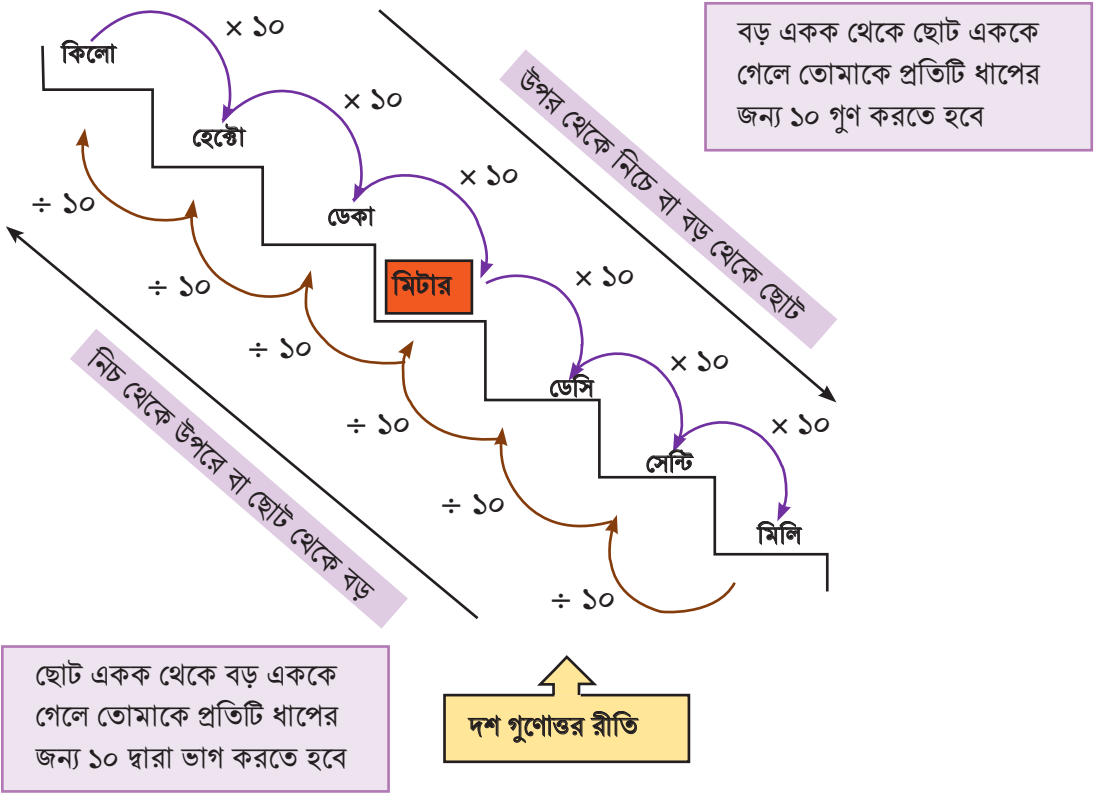 কিলো
× ১০
বড় একক থেকে ছোট এককে
গেলে তোমাকে প্রতিটি ধাপের
জন্য ১০ গুণ করতে হবে
হেক্টো
× ১০
উপর থেকে নিচে বা বড় থেকে ছোট
ডেকা
× ১০
÷ ১০
মিটার
× ১০
÷ ১০
÷ ১০
ডেসি
× ১০
÷ ১০
সেন্টি
× ১০
÷ ১০
মিলি
÷ ১০
নিচ থেকে উপরে বা ছোট থেকে বড়
ছোট একক থেকে বড় এককে
গেলে তোমাকে প্রতিটি ধাপের
জন্য ১০ দ্বারা ভাগ করতে হবে
দশ গুণোত্তর রীতি